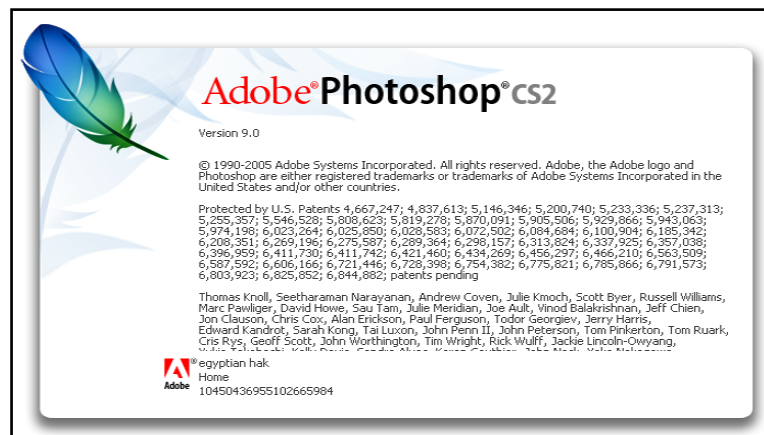 Adobe® Photoshop® CS2
Version 9.0
© 1990-2005 Adobe Systems Incorporated. All rights reserved. Adobe, the Adobe logo and
Photoshop are either registered trademarks or trademarks of Adobe Systems Incorporated in the
United States and/or other countries.
Protected by U.S. Patents 4,667,247; 4,837,613; 5,146,346; 5,200,740; 5,233,336; 5,237,313;
5,255,357; 5,546,528; 5,808,623; 5,819,278; 5,870,091; 5,905,506; 5,929,866; 5,943,063;
5,974,198; 6,023,264; 6,025,850; 6,028,583; 6,072,502; 6,084,684; 6,100,904; 6,185,342;
6,208,351; 6,269,196; 6,275,587; 6,289,364; 6,298,157; 6,313,824; 6,337,925; 6,357,038;
6,396,959; 6,411,730; 6,411,742; 6,421,460; 6,434,269; 6,456,297; 6,466,210; 6,563,509;
6,587,592; 6,606,166; 6,721,446; 6,728,398; 6,754,382; 6,775,821; 6,785,866; 6,791,573;
6,803,923; 6,825,852; 6,844,882; patents pending
Thomas Knoll, Seetharaman Narayanan, Andrew Coven, Julie Kmoch, Scott Byer, Russell Williams,
Marc Pawliger, David Howe, Sau Tam, Julie Meridian, Joe Ault, Vinod Balakrishnan, Jeff Chien,
Jon Clauson, Chris Cox, Alan Erickson, Paul Ferguson, Todor Georgiev, Jerry Harris,
Edward Kandrot, Sarah Kong, Tai Luxon, John Penn II, John Peterson, Tom Pinkerton, Tom Ruark,
Cris Rys, Geoff Scott, John Worthington, Tim Wright, Rick Wulff, Jackie Lincoln-Owyang,
® egyptian hak
Home
Adobe
10450436955102665984